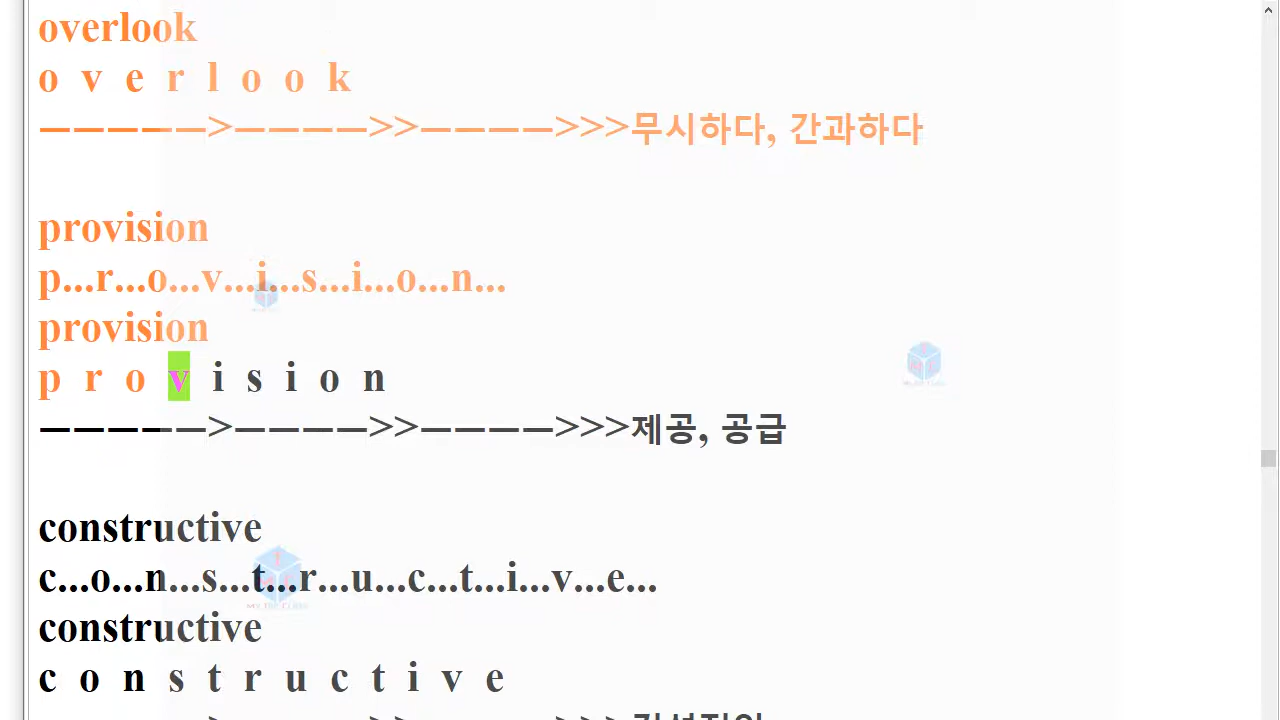 overlook
o v e r l o o k
——————>————>>————>>>무시하다, 간과하다
provision
p...r...o...v...i...s...i...o...n...
provision
p r o v i s i o n
——————>————>>————>>>제공, 공급
constructive
c...o...n...s...t...r...u...c...t...i...v...e...
constructive
c o n s t r u c t i v e